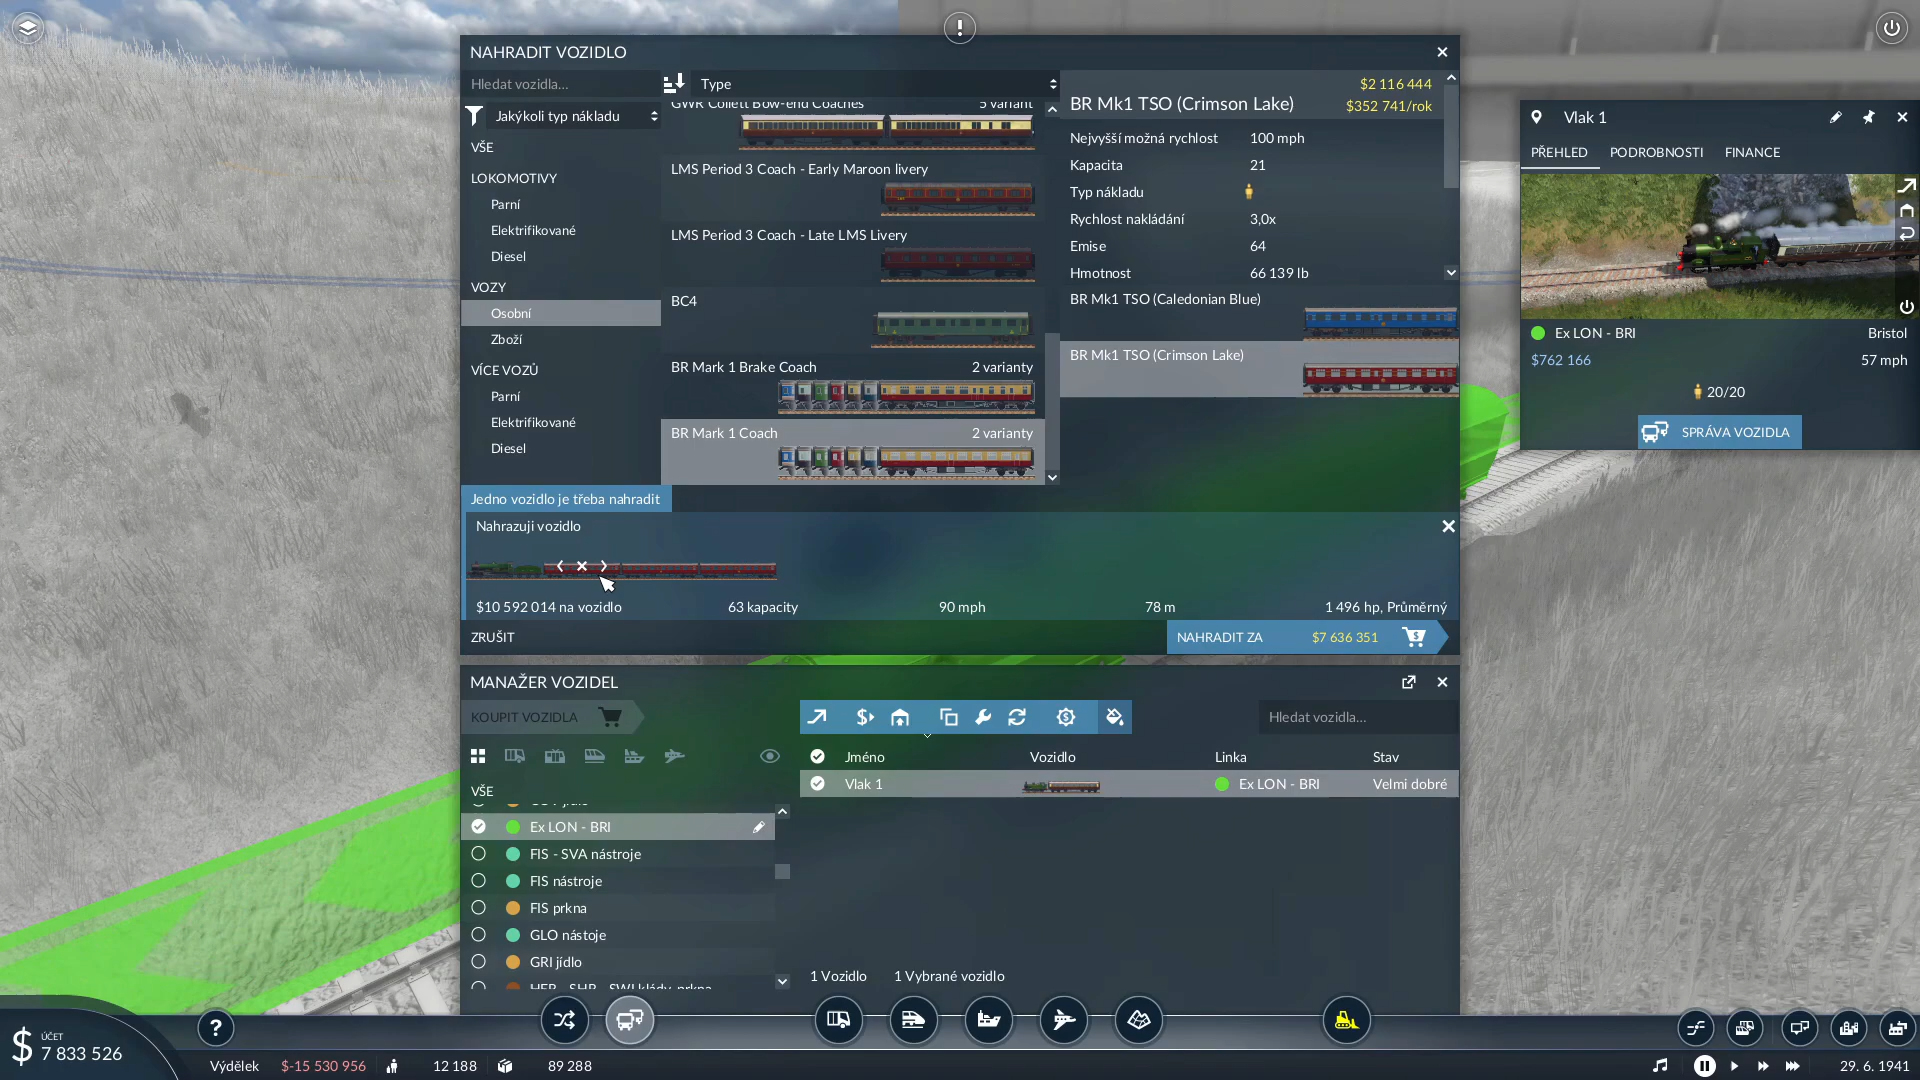 NAHRADIT VOZIDLO
Hledat vozidla...
Type
Jakýkoli typ nákladu
VŠE
LOKOMOTIVY
Parní
Elektrifikované
Diesel
VOZY
Osobní
Zboží
VÍCE VOZŮ
Parní
Elektrifikované
Diesel
GWR Collett Bow-end Coaches 5 variant
LMS Period 3 Coach - Early Maroon livery
LMS Period 3 Coach - Late LMS Livery
BC4
BR Mark 1 Brake Coach 2 varianty
BR Mark 1 Coach 2 varianty
BR Mk1 TSO (Crimson Lake)
$2 116 444
$352 741/rok
Nejvyšší možná rychlost 100 mph
Kapacita 21
Typ nákladu
Rychlost nakládání 3,0x
Emise 64
Hmotnost 66 139 lb
BR Mk1 TSO (Caledonian Blue)
BR Mk1 TSO (Crimson Lake)
Jedno vozidlo je třeba nahradit
Nahrazuji vozidlo
$10 592 014 na vozidlo 63 kapacity 90 mph 78 m 1 496 hp, Průměrný
ZRUŠIT
NAHRADIT ZA $7 636 351
Vlak 1
PŘEHLED PODROBNOSTI FINANCE
Ex LON - BRI Bristol
$762 166 57 mph
20/20
SPRÁVA VOZIDLA
MANAŽER VOZIDEL
KOUPIT VOZIDLA
Hledat vozidla...
VŠE
Ex LON - BRI
FIS - SVA nástroje
FIS nástroje
FIS prkna
GLO nástoje
GRI jídlo
Jméno Vozidlo Linka Stav
Vlak 1 Ex LON - BRI Velmi dobré
1 Vozidlo 1 Vybrané vozidlo
ÚČET
$ 7 833 526
?
Výdělek $-15 530 956 12 188 89 288
29. 6. 1941